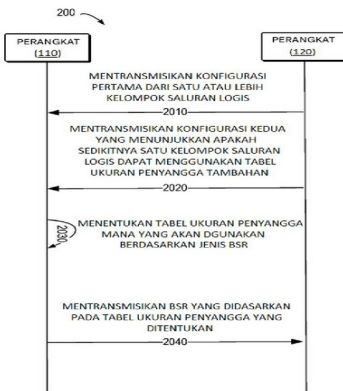 200
PERANGKAT
(110)
PERANGKAT
(120)
MENTRANSMISIKAN KONFIGURASI
PERTAMA DARI SATU ATAU LEBIH
KELOMPOK SALURAN LOGIS
2010
MENTRANSMISIKAN KONFIGURASI KEDUA
YANG MENUNJUKKAN APAKAH
SEDIKITNYA SATU KELOMPOK SALURAN
LOGIS DAPAT MENGGUNAKAN TABEL
UKURAN PENYANGGA TAMBAHAN
2020
2030
MENENTUKAN TABEL UKURAN PENYANGGA
MANA YANG AKAN DGUNAKAN
BERDASARKAN JENIS BSR
MENTRANSMISIKAN BSR YANG DIDASARKAN
PADA TABEL UKURAN PENYANGGA YANG
DITENTUKAN
2040